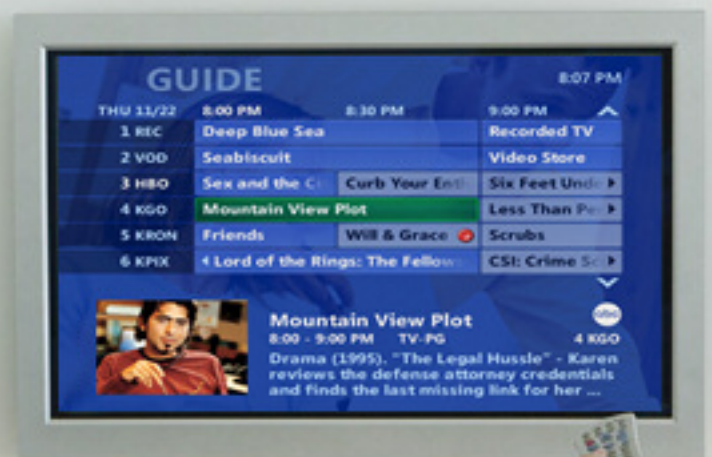 GUIDE
8:07 PM
THU 11/22 8:00 PM 8:30 PM 9:00 PM
1 REC Deep Blue Sea Recorded TV
2 VOD Seabiscuit Video Store
3 HBO Sex and the C Curb Your Enti Six Feet Unde
4 KGO Mountain View Plot Less Than Pe
5 KRON Friends Will & Grace Scrubs
6 KPIX Lord of the Rings: The Fellow CSI: Crime Sc
Mountain View Plot abc
8:00 - 9:00 PM TV-PG 4 KGO
Drama (1995). "The Legal Hussle" - Karen
reviews the defense attorney credentials
and finds the last missing link for her ...